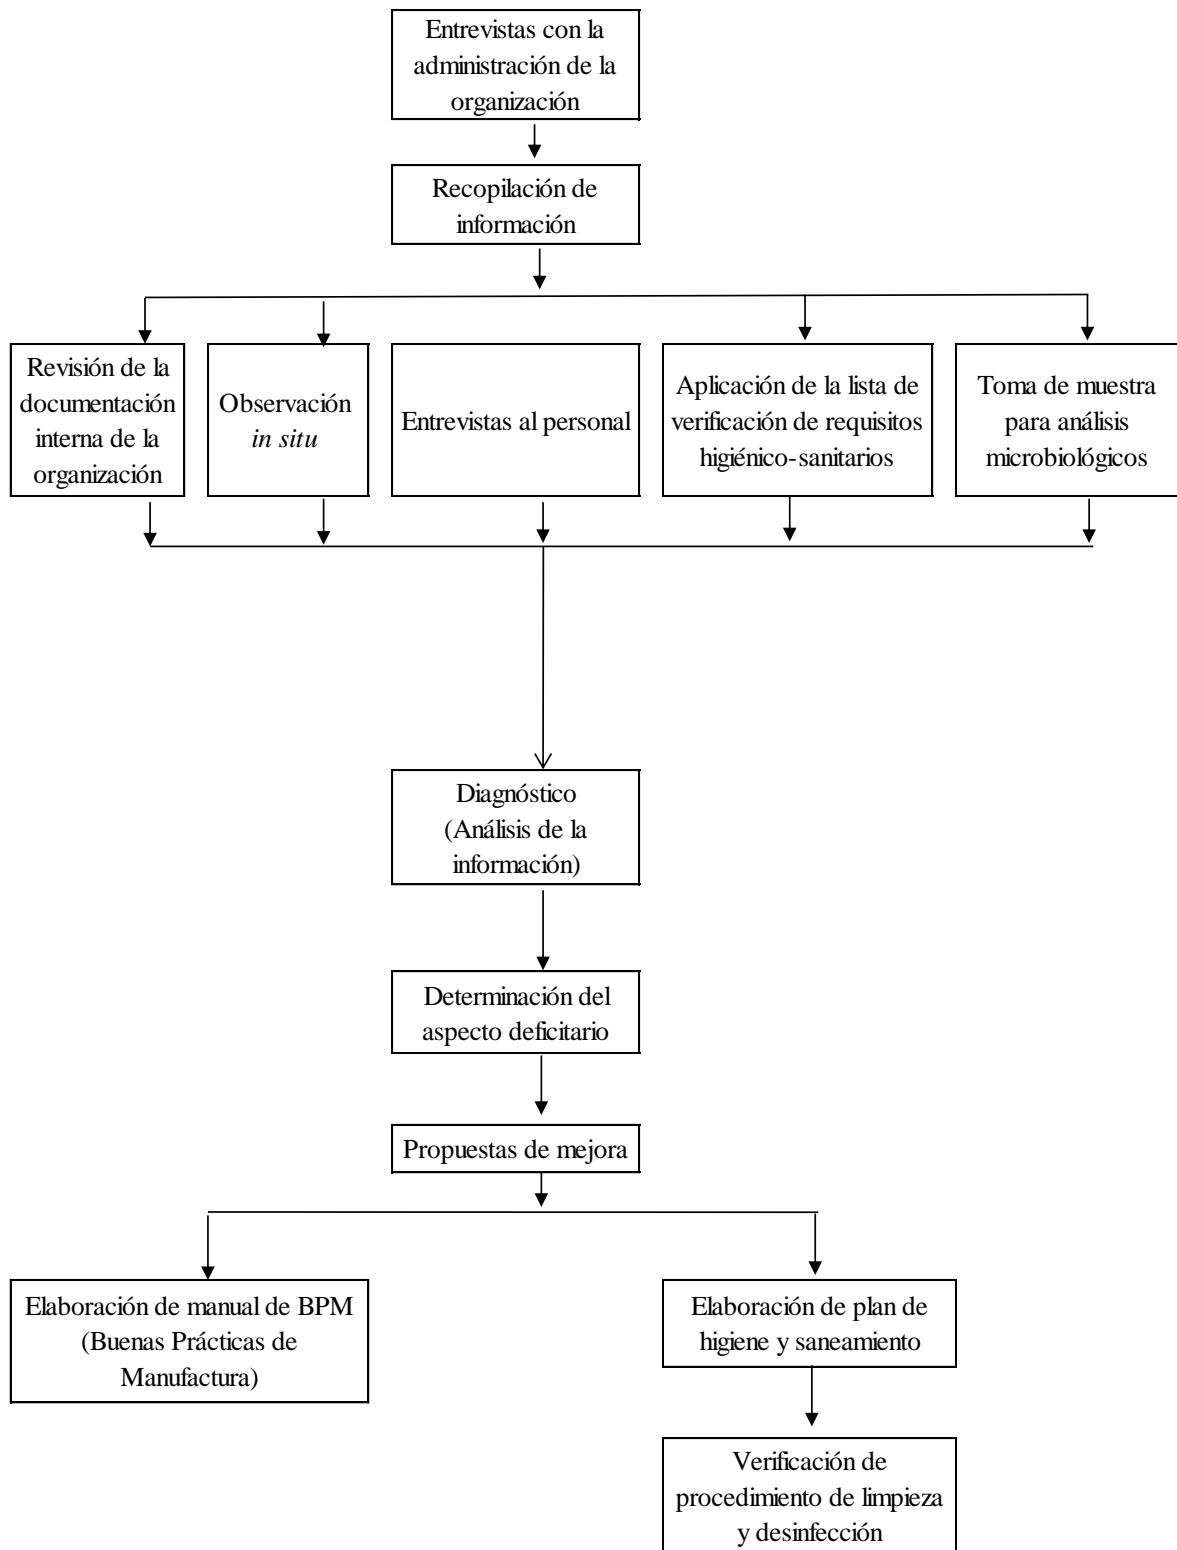 Entrevistas con la
administración de la
organización
Recopilación de
información
Revisión de la
documentación
interna de la
organización
Observación
in situ
Entrevistas al personal
Aplicación de la lista de
verificación de requisitos
higiénico-sanitarios
Toma de muestra
para análisis
microbiológicos
Diagnóstico
(Análisis de la
información)
Determinación del
aspecto deficitario
Propuestas de mejora
Elaboración de manual de BPM
(Buenas Prácticas de
Manufactura)
Elaboración de plan de
higiene y saneamiento
Verificación de
procedimiento de limpieza
y desinfección